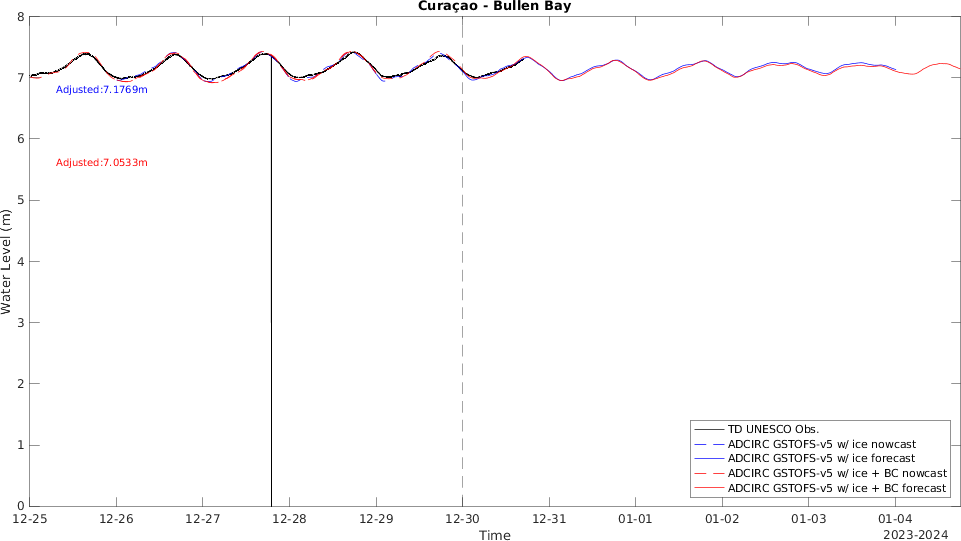 Curaçao - Bullen Bay
8
7
6
5
4
3
2
1
0
Water Level (m)
Adjusted:7.1769m
Adjusted:7.0533m
TD UNESCO Obs.
ADCIRC GSTOFS-v5 w/ ice nowcast
ADCIRC GSTOFS-v5 w/ ice forecast
ADCIRC GSTOFS-v5 w/ ice + BC nowcast
ADCIRC GSTOFS-v5 w/ ice + BC forecast
12-25 12-26 12-27 12-28 12-29 12-30 12-31 01-01 01-02 01-03 01-04
Time
2023-2024